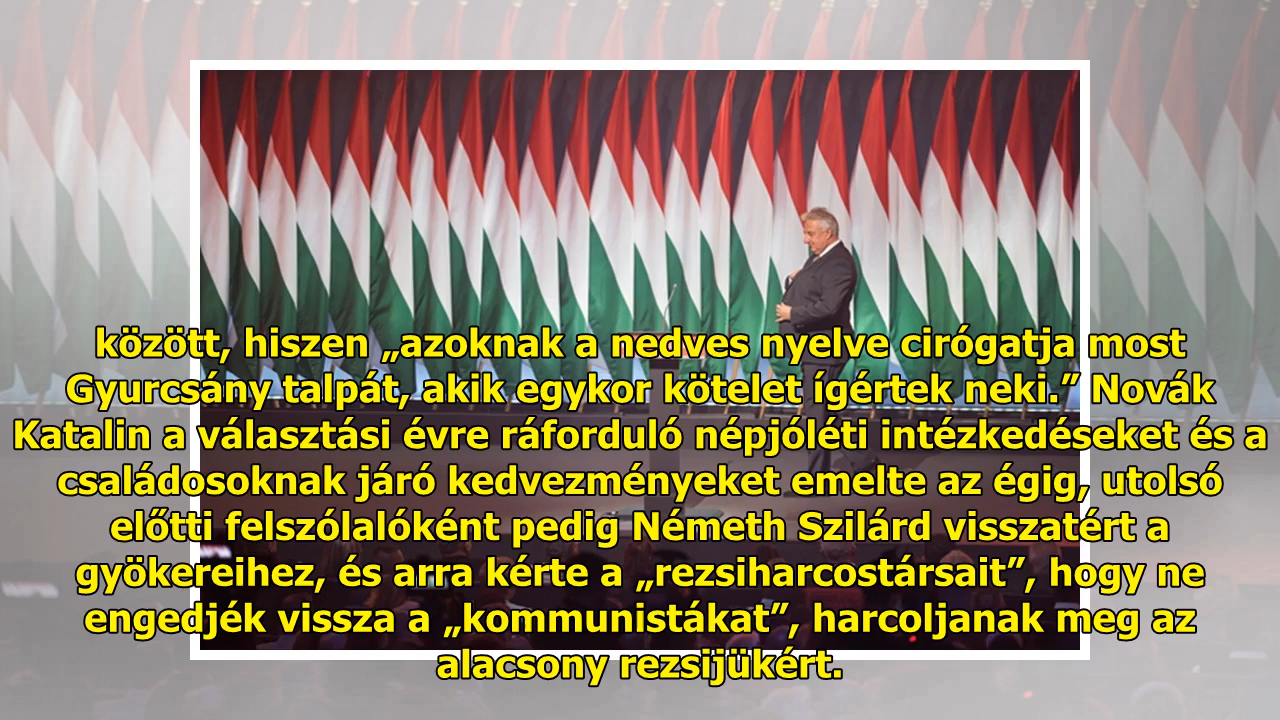 között, hiszen „azoknak a nedves nyelve cirógatja most
Gyurcsány talpát, akik egykor kötelet ígértek neki.” Novák
Katalin a választási évre ráforduló népjóléti intézkedéseket és a
családosoknak járó kedvezményeket emelte az égig, utolsó
előtti felszólalóként pedig Németh Szilárd visszatért a
gyökereihez, és arra kérte a „rezsiharcostársait”, hogy ne
engedjék vissza a „kommunistákat”, harcoljanak meg az
alacsony rezsijükért.